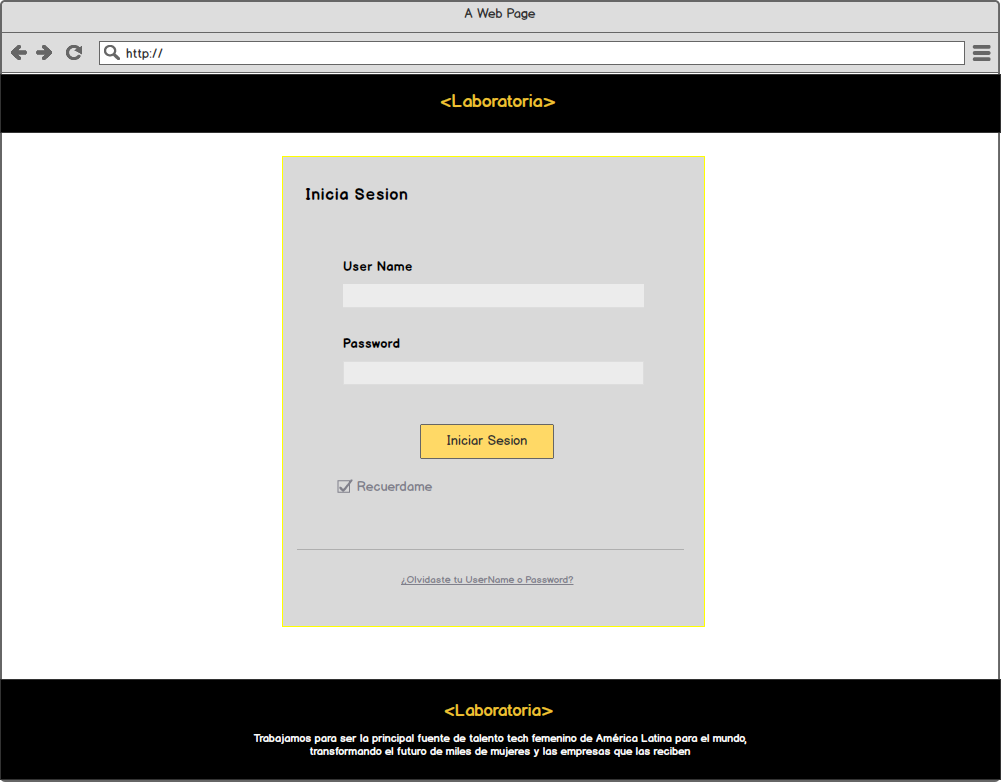 A Web Page
http://
<Laboratoria>
Inicia Sesion
User Name
Password
Iniciar Sesion
Recuerdame
¿Olvidaste tu UserName o Password?
<Laboratoria>
Trabajamos para ser la principal fuente de talento tech femenino de América Latina para el mundo,
transformando el futuro de miles de mujeres y las empresas que las reciben